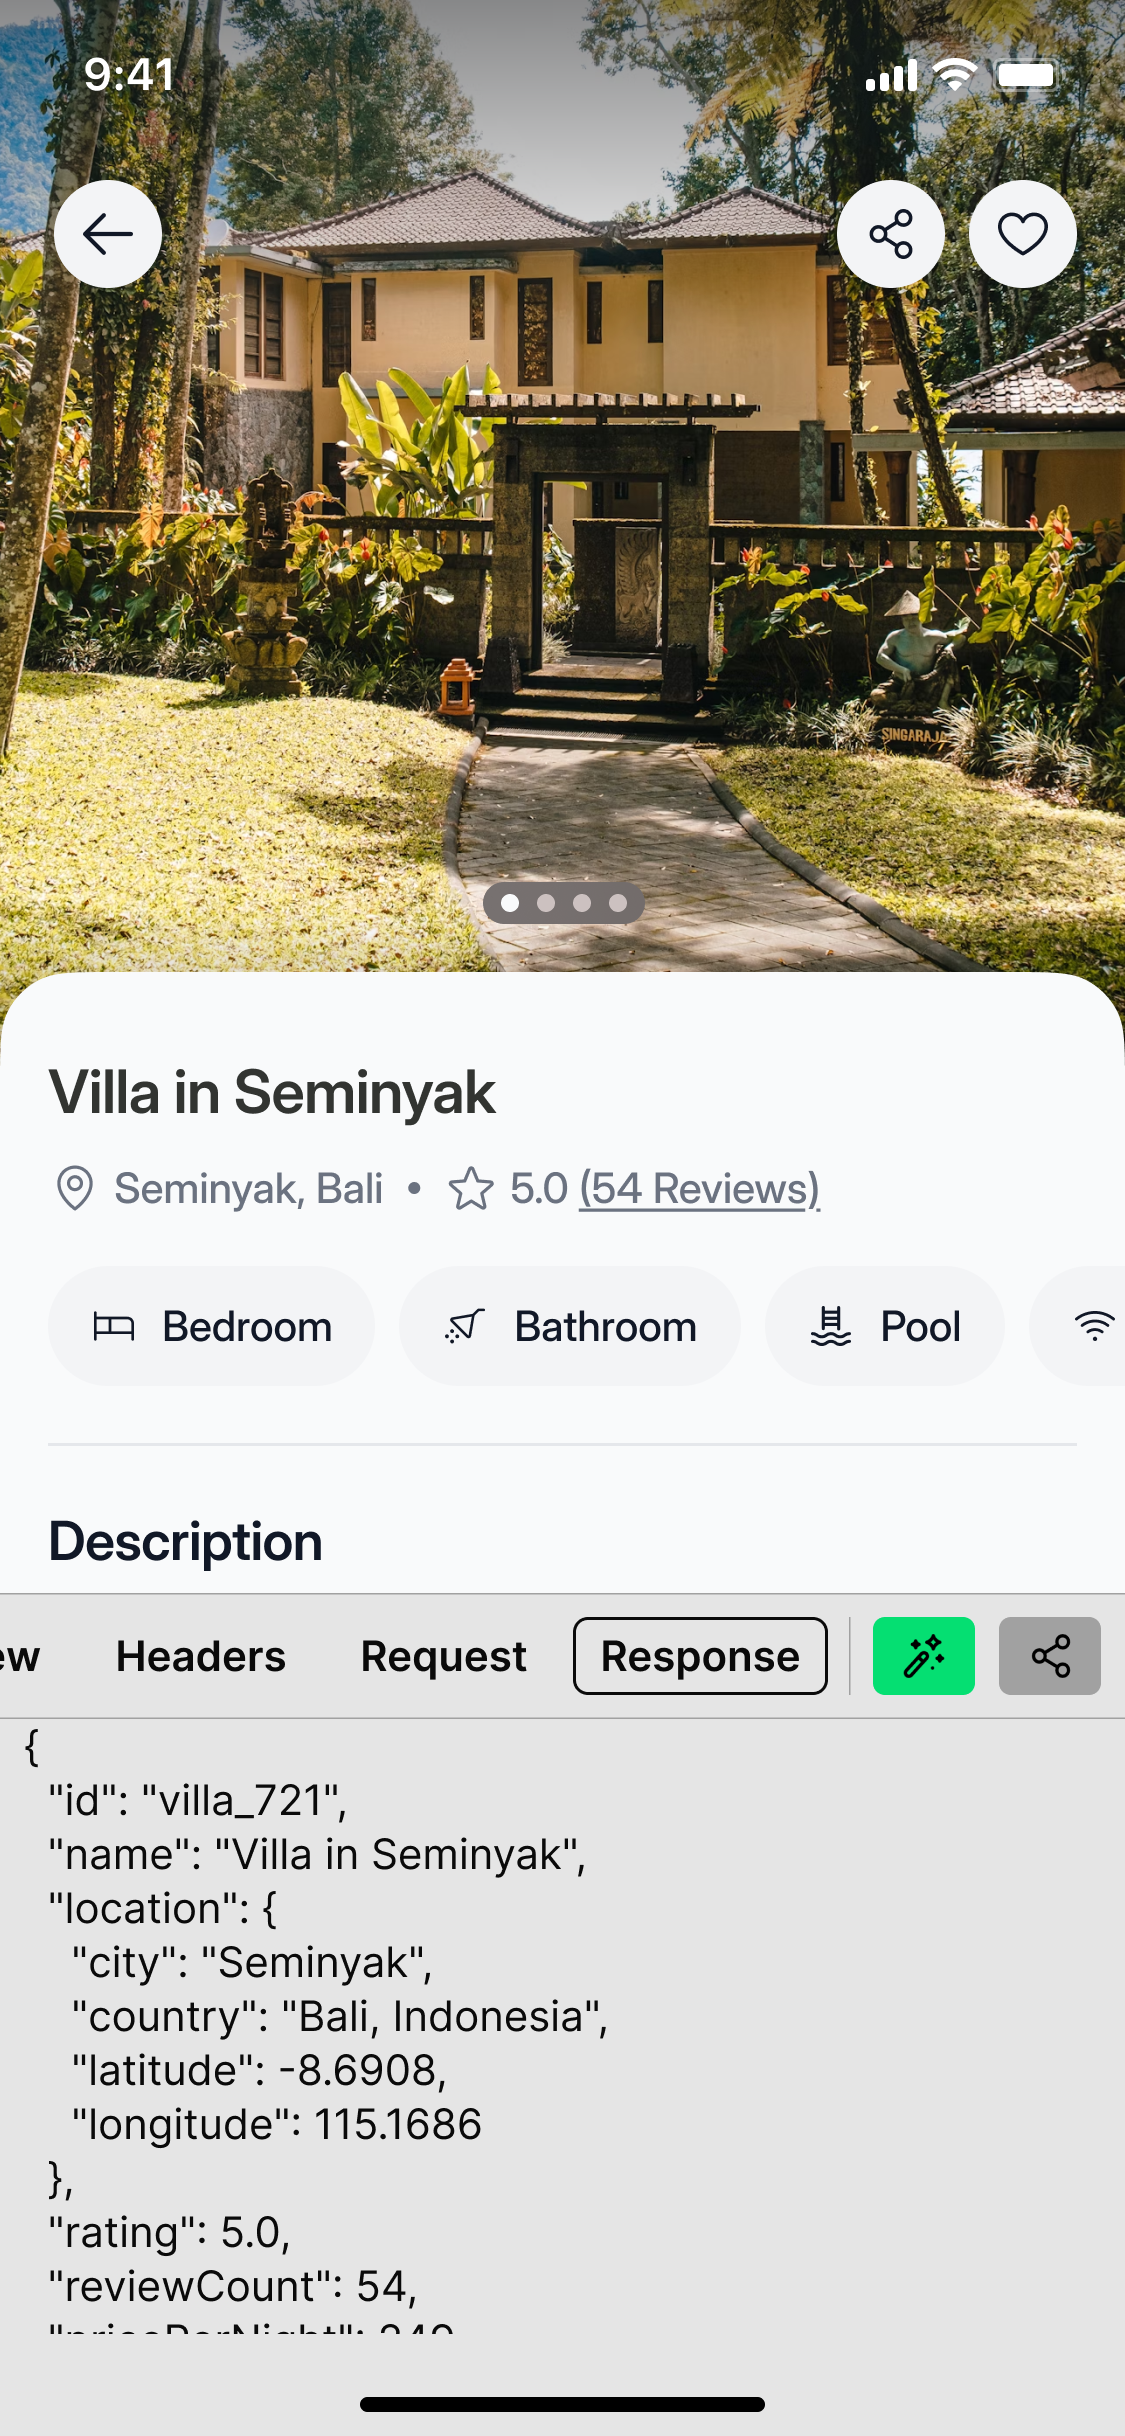 9:41
SINGARAJA
Villa in Seminyak
Seminyak, Bali • 5.0 (54 Reviews)
Bedroom Bathroom Pool
Description
ew Headers Request Response
{
"id": "villa_721",
"name": "Villa in Seminyak",
"location": {
"city": "Seminyak",
"country": "Bali, Indonesia",
"latitude": -8.6908,
"longitude": 115.1686
},
"rating": 5.0,
"reviewCount": 54,